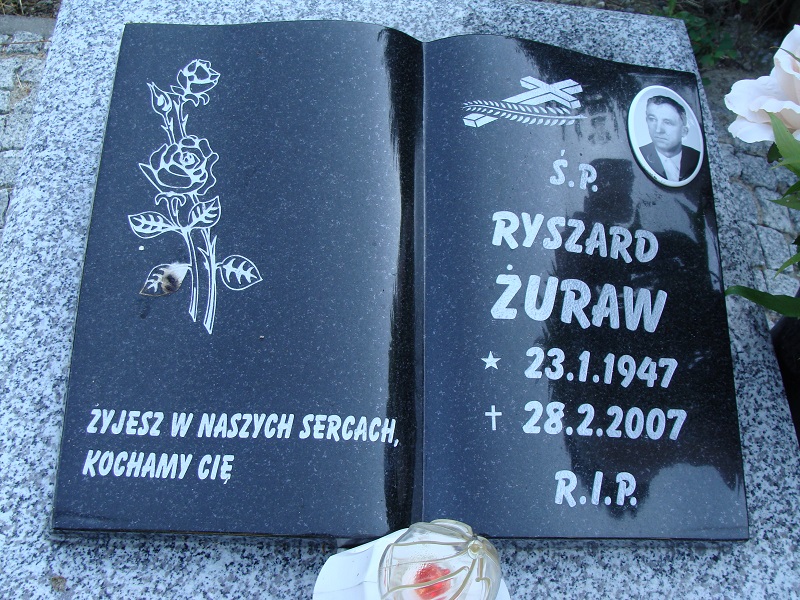 ŻYJESZ W NASZYCH SERCACH,
KOCHAMY CIĘ
Ś.P.
RYSZARD
ŻURAW
★ 23.1.1947
✝ 28.2.2007
R.I.P.